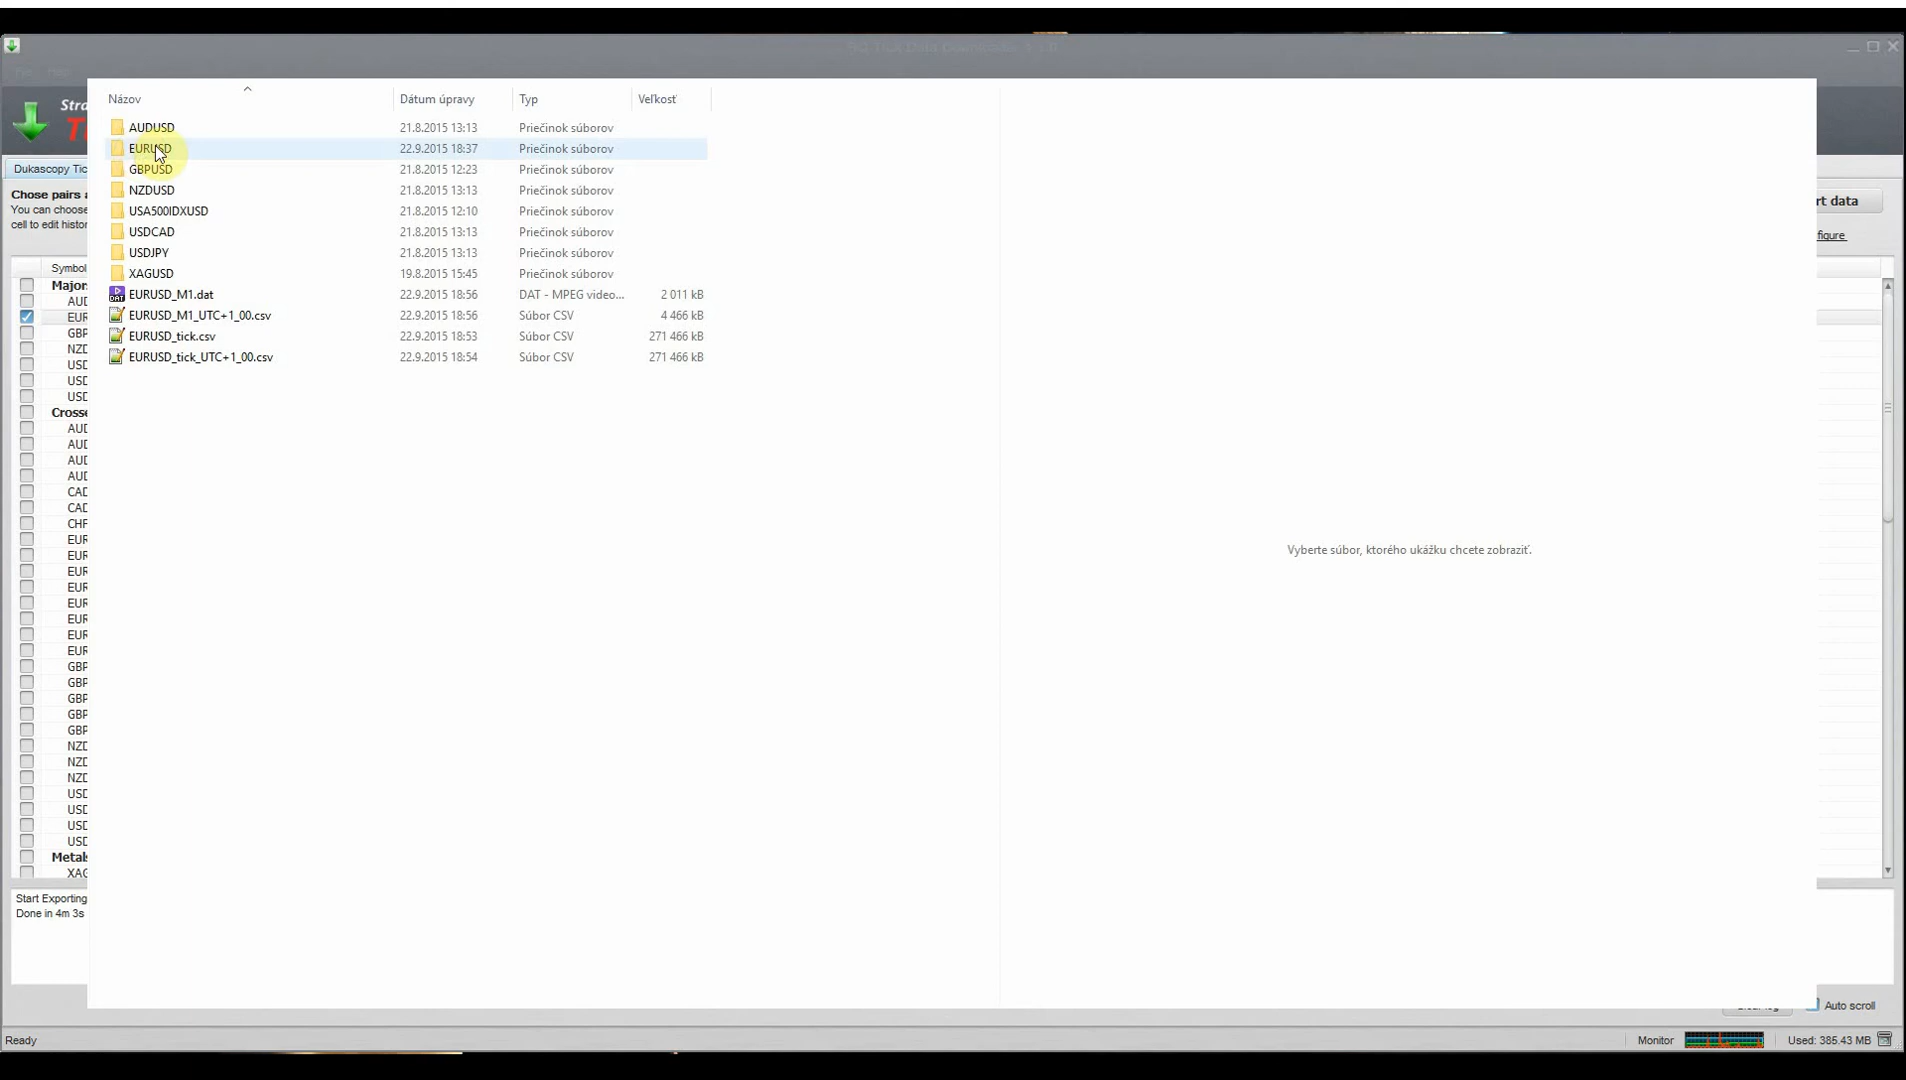 Názov Dátum úpravy Typ Veľkosť
AUDUSD 21.8.2015 13:13 Priečinok súborov
EURUSD 22.9.2015 18:37 Priečinok súborov
GBPUSD 21.8.2015 12:23 Priečinok súborov
NZDUSD 21.8.2015 13:13 Priečinok súborov
USA500IDXUSD 21.8.2015 12:10 Priečinok súborov
USDCAD 21.8.2015 13:13 Priečinok súborov
USDJPY 21.8.2015 13:13 Priečinok súborov
XAGUSD 19.8.2015 15:45 Priečinok súborov
EURUSD_M1.dat 22.9.2015 18:56 DAT - MPEG video... 2 011 kB
EURUSD_M1_UTC+1_00.csv 22.9.2015 18:56 Súbor CSV 4 466 kB
EURUSD_tick.csv 22.9.2015 18:53 Súbor CSV 271 466 kB
EURUSD_tick_UTC+1_00.csv 22.9.2015 18:54 Súbor CSV 271 466 kB
Vyberte súbor, ktorého ukážku chcete zobraziť.
Stra
T
Dukascopy Tic
Chose pairs a
You can choose
cell to edit histor
rt data
figure
Symbol
Major
AUD
EUR
GBP
NZD
USD
USD
USD
Crosse
AUD
AUD
AUD
AUD
CAD
CAD
CHF
EUR
EUR
EUR
EUR
EUR
EUR
EUR
EUR
GBP
GBP
GBP
GBP
GBP
NZD
NZD
NZD
USD
USD
USD
USD
Metals
XAG
Start Exporting
Done in 4m 3s
Auto scroll
Ready
Monitor
Used: 385.43 MB